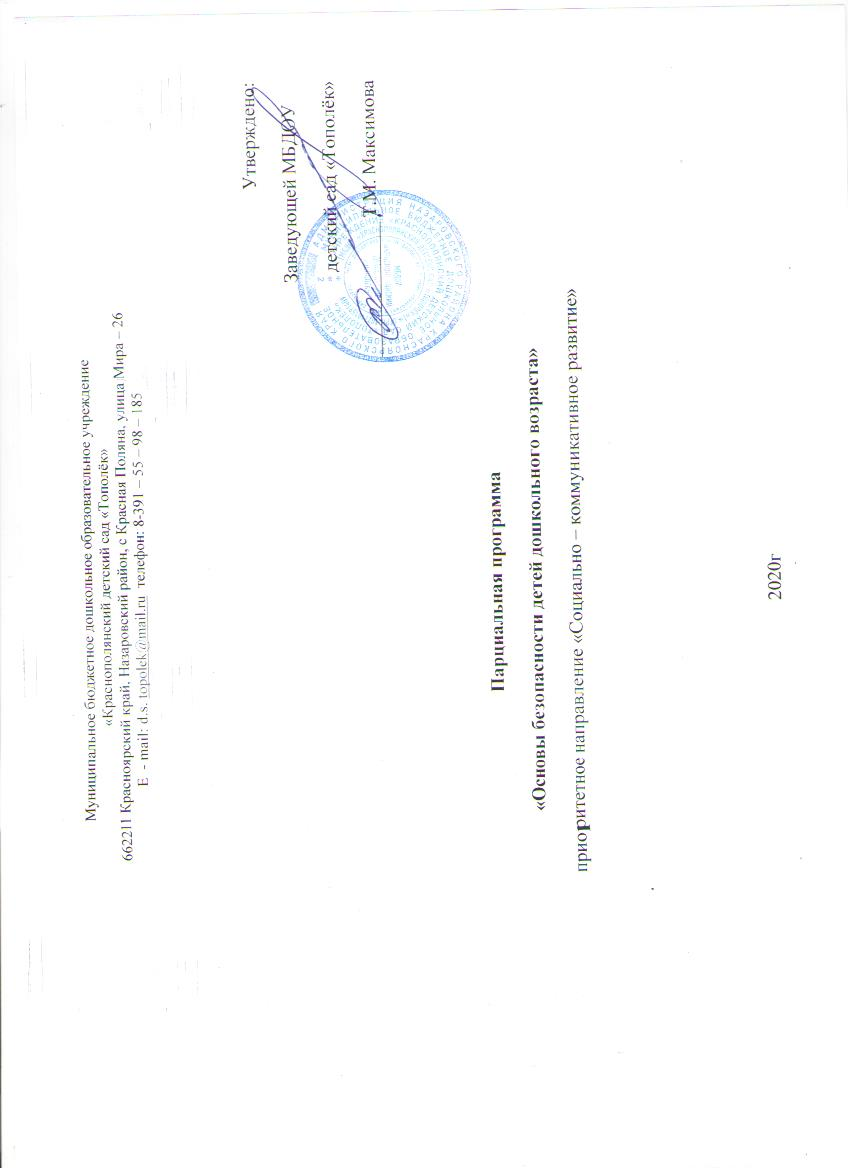 Муниципальное бюджетное дошкольное образовательное учреждение
«Краснополянский детский сад «Тополёк»
662211 Красноярский край, Назаровский район, с Красная Поляна, улица Мира – 26
Е - mail: d.s. topolek@mail.ru телефон: 8-391 – 55 – 98 – 185
Утверждено:
Заведующей МБДОУ
детский сад «Тополёк»
Т.М. Максимова
Парциальная программа
«Основы безопасности детей дошкольного возраста»
приоритетное направление «Социально – коммуникативное развитие»
2020г